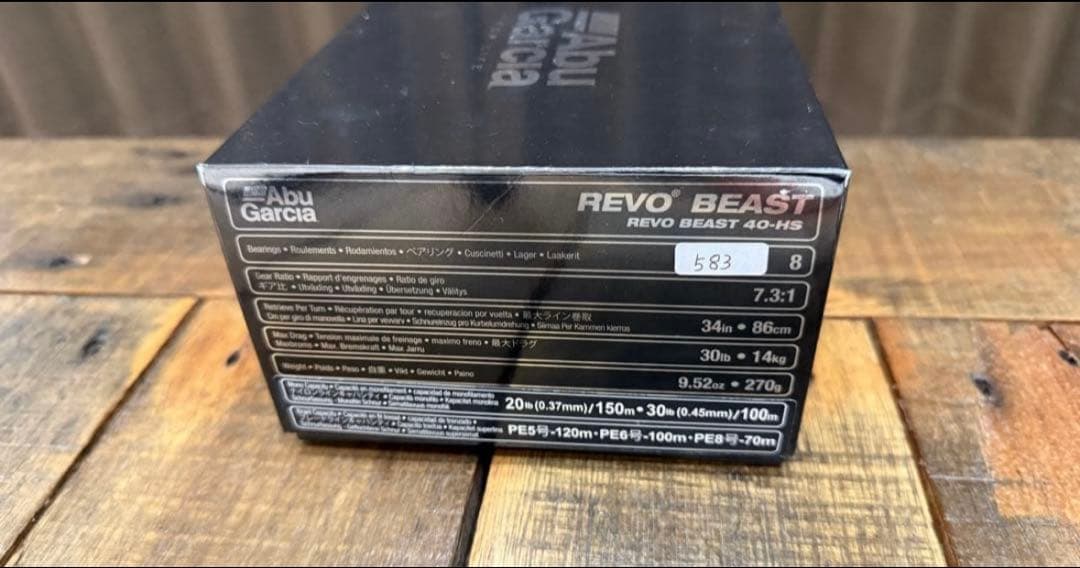 Abu
Garcia
Abu
Garcia
REVO® BEAST
REVO BEAST 40-HS
Bearings • Roulements • Rodamientos • ベアリング • Cuscinetti • Lager • Laakerit
583
8
Gear Ratio • Rapport d'engrenages • Ratio de giro
ギア比 • Utväxling • Utväxling • Übersetzung • Välitys
7.3:1
Retrieve Per Turn • Récupération par tour • recuperacion por vuelta • 最大ライン巻取
34in • 86cm
Max Drag • Tension maximale de freinage • maximo freno • 最大ドラグ
Maxbroms • Max. Bremskraft • Max Jarru
30lb • 14kg
Weight • Poids • Peso • 自重 • Vikt • Gewicht • Paino
9.52oz • 270g
20lb(0.37mm)/150m • 30lb(0.45mm)/100m
PE5号-120m • PE6号-100m • PE8号-70m